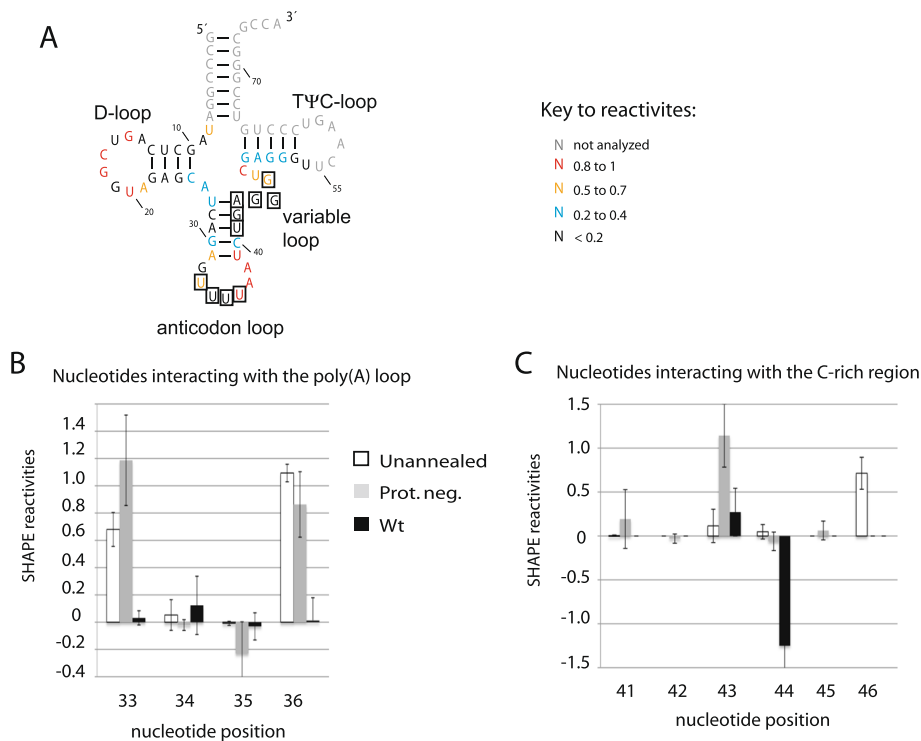 A
5´ 3´
GCCA
G C
C G
C G
C G
G C
G C
A U
70
D-loop
TΨC-loop
10
U G A C U C G A U
C
G
G U A G A G C A
20
G U C C C U G A A C U U
G A G G G
C U G
55
A G G
variable
loop
U A
C G
A U
G C
A U
30
40
G A
U U U U A
anticodon loop
Key to reactivites:
N not analyzed
N 0.8 to 1
N 0.5 to 0.7
N 0.2 to 0.4
N < 0.2
B Nucleotides interacting with the poly(A) loop
SHAPE reactivities
1.4
1.2
1.0
0.8
0.6
0.4
0.2
0
-0.2
-0.4
33 34 35 36
nucleotide position
Unannealed
Prot. neg.
Wt
C Nucleotides interacting with the C-rich region
SHAPE reactivities
1.5
1.0
0.5
0
-0.5
-1.0
-1.5
41 42 43 44 45 46
nucleotide position